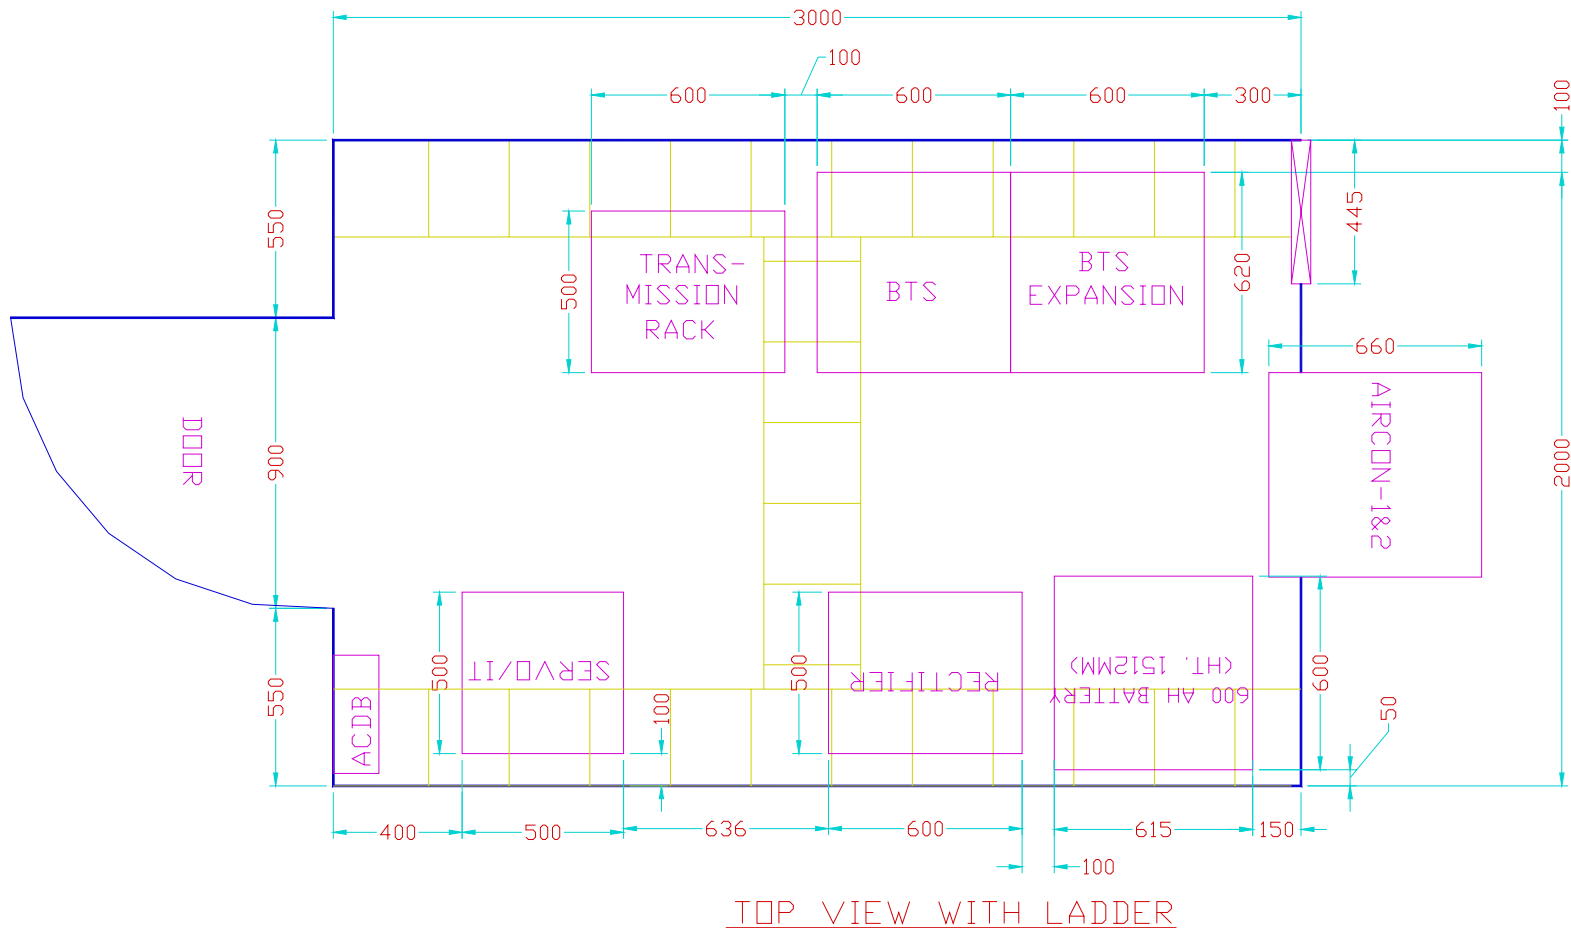 3000
100
600
600
600
300
100
550
445
TRANS-
MISSION
RACK
500
BTS
BTS
EXPANSION
620
660
DOOR
900
AIRCON-1&2
2000
500
SERVO/IT
500
RECTIFIER
600 AH BATTERY
(HT. 1512MM)
600
550
ACDB
100
50
400
500
636
600
615
150
100
TOP VIEW WITH LADDER